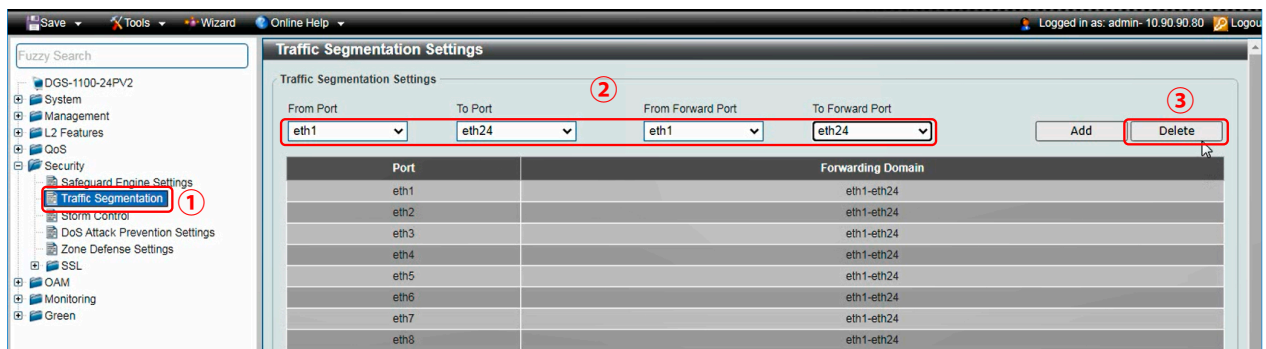 Save Tools Wizard Online Help Logged in as: admin- 10.90.90.80 Logou
Fuzzy Search
DGS-1100-24PV2
System
Management
L2 Features
QoS
Security
Safeguard Engine Settings
Traffic Segmentation
①
Storm Control
DoS Attack Prevention Settings
Zone Defense Settings
SSL
OAM
Monitoring
Green
Traffic Segmentation Settings
Traffic Segmentation Settings
②
③
From Port To Port From Forward Port To Forward Port
eth1 eth24 eth1 eth24 Add Delete
Port Forwarding Domain
eth1 eth1-eth24
eth2 eth1-eth24
eth3 eth1-eth24
eth4 eth1-eth24
eth5 eth1-eth24
eth6 eth1-eth24
eth7 eth1-eth24
eth8 eth1-eth24